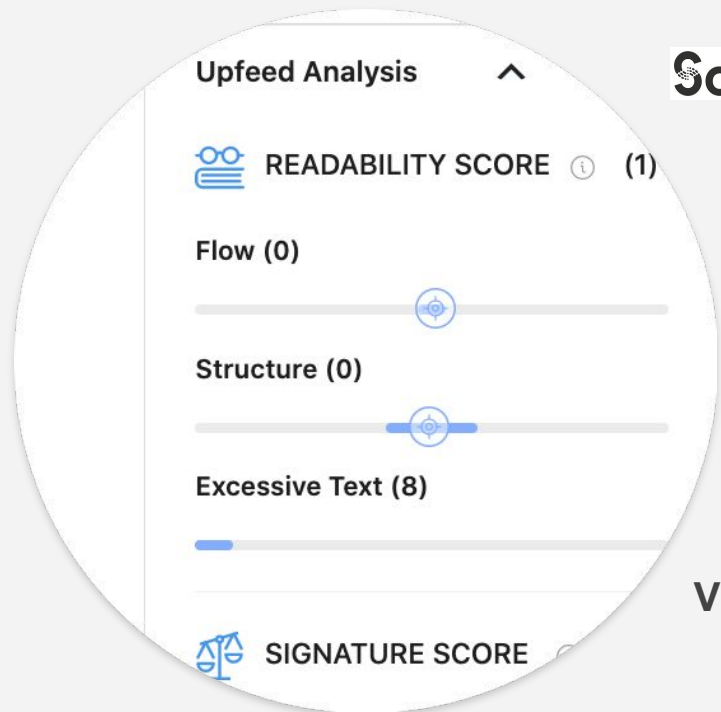 Upfeed Analysis
READABILITY SCORE (1)
Flow (0)
Structure (0)
Excessive Text (8)
SIGNATURE SCORE